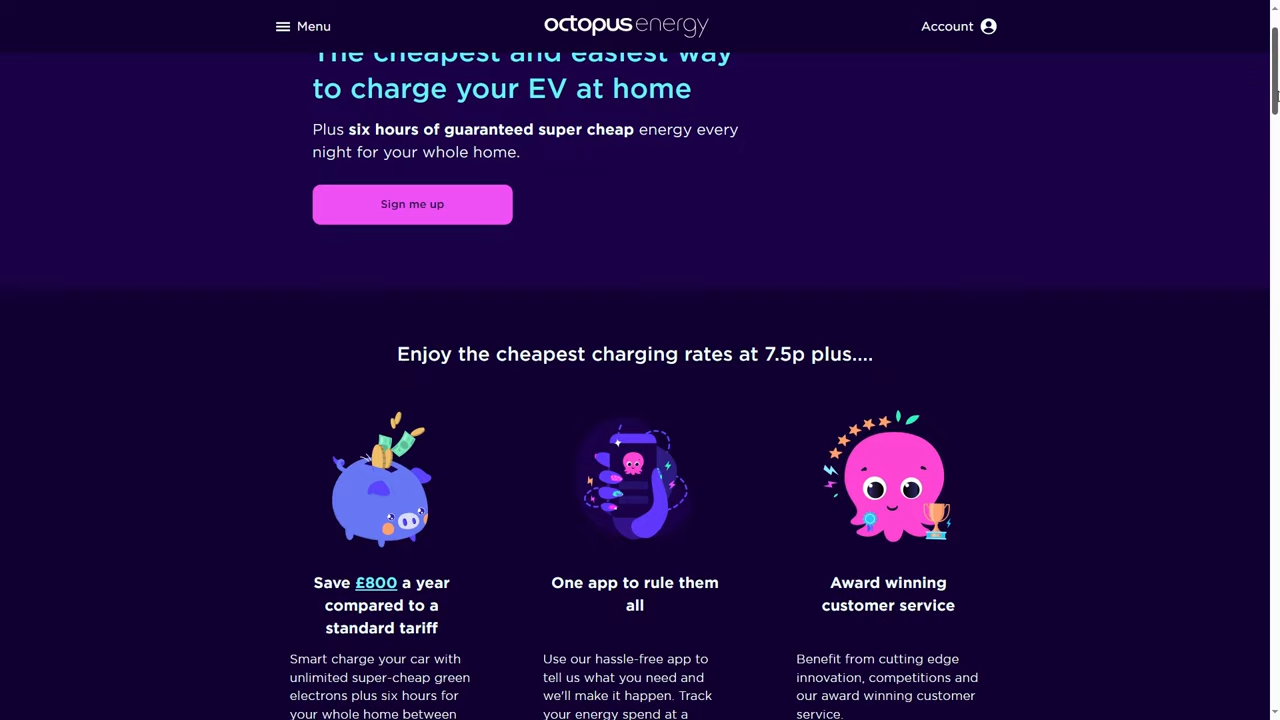 Menu
octopus energy
Account
The cheapest and easiest way
to charge your EV at home
Plus six hours of guaranteed super cheap energy every
night for your whole home.
Sign me up
Enjoy the cheapest charging rates at 7.5p plus....
Save £800 a year
compared to a
standard tariff
Smart charge your car with
unlimited super-cheap green
electrons plus six hours for
your whole home between
One app to rule them
all
Use our hassle-free app to
tell us what you need and
we'll make it happen. Track
your energy spend at a
Award winning
customer service
Benefit from cutting edge
innovation, competitions and
our award winning customer
service.